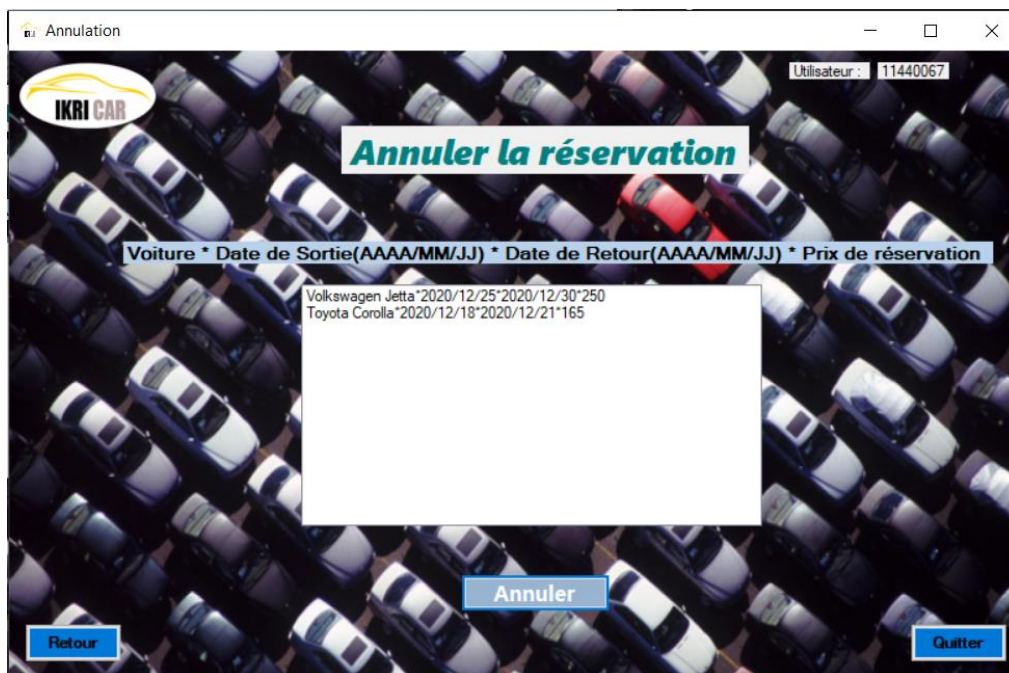 Annulation
Utilisateur : 11440067
IKRI CAR
Annuler la réservation
Voiture * Date de Sortie(AAAA/MM/JJ) * Date de Retour(AAAA/MM/JJ) * Prix de réservation
Volkswagen Jetta*2020/12/25*2020/12/30*250
Toyota Corolla*2020/12/18*2020/12/21*165
Annuler
Retour
Quitter